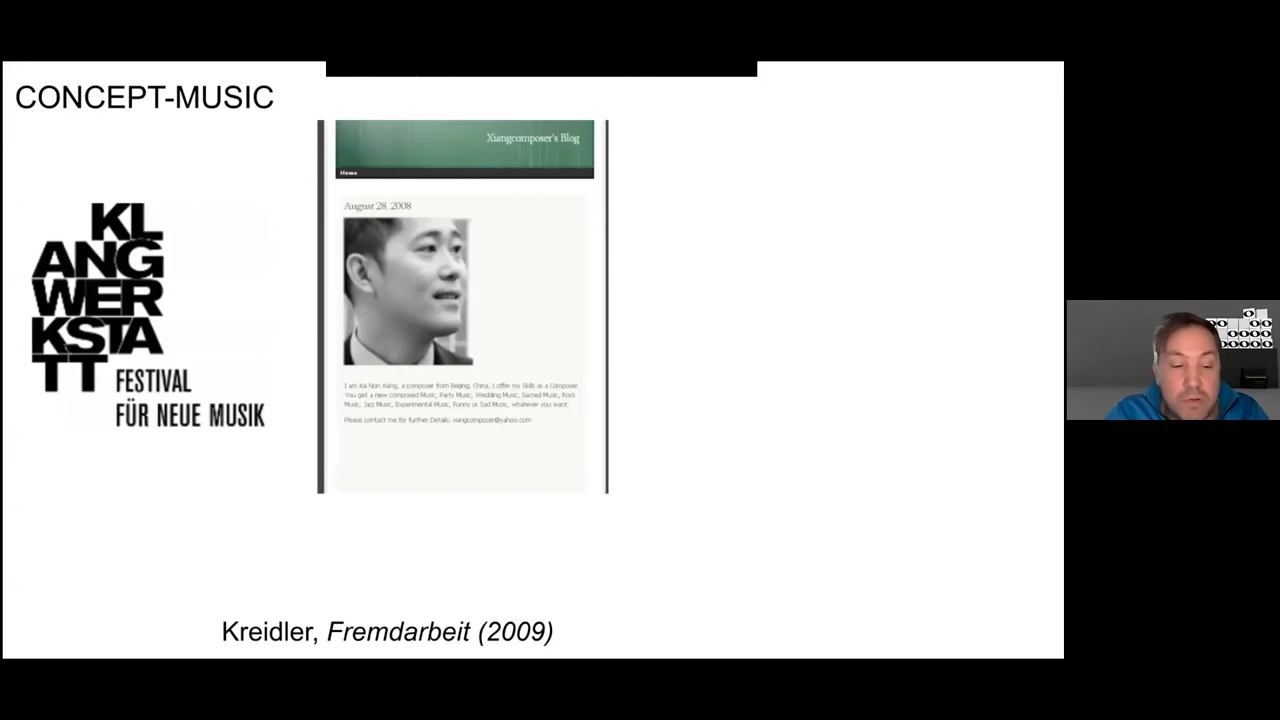 CONCEPT-MUSIC
KL
ANG
WER
KSTA
TT
FESTIVAL
FÜR NEUE MUSIK
Xiangcomposer's Blog
Home
August 28, 2008
I am Xia Non Xiang, a composer from Beijing, China. I offer my Skills as a Composer.
You get a new composed Music, Party Music, Wedding Music, Sacred Music, Rock
Music, Jazz Music, Experimental Music, Funny or Sad Music, whatever you want.
Please contact me for further Details: xiangcomposer@yahoo.com
Kreidler, Fremdarbeit (2009)